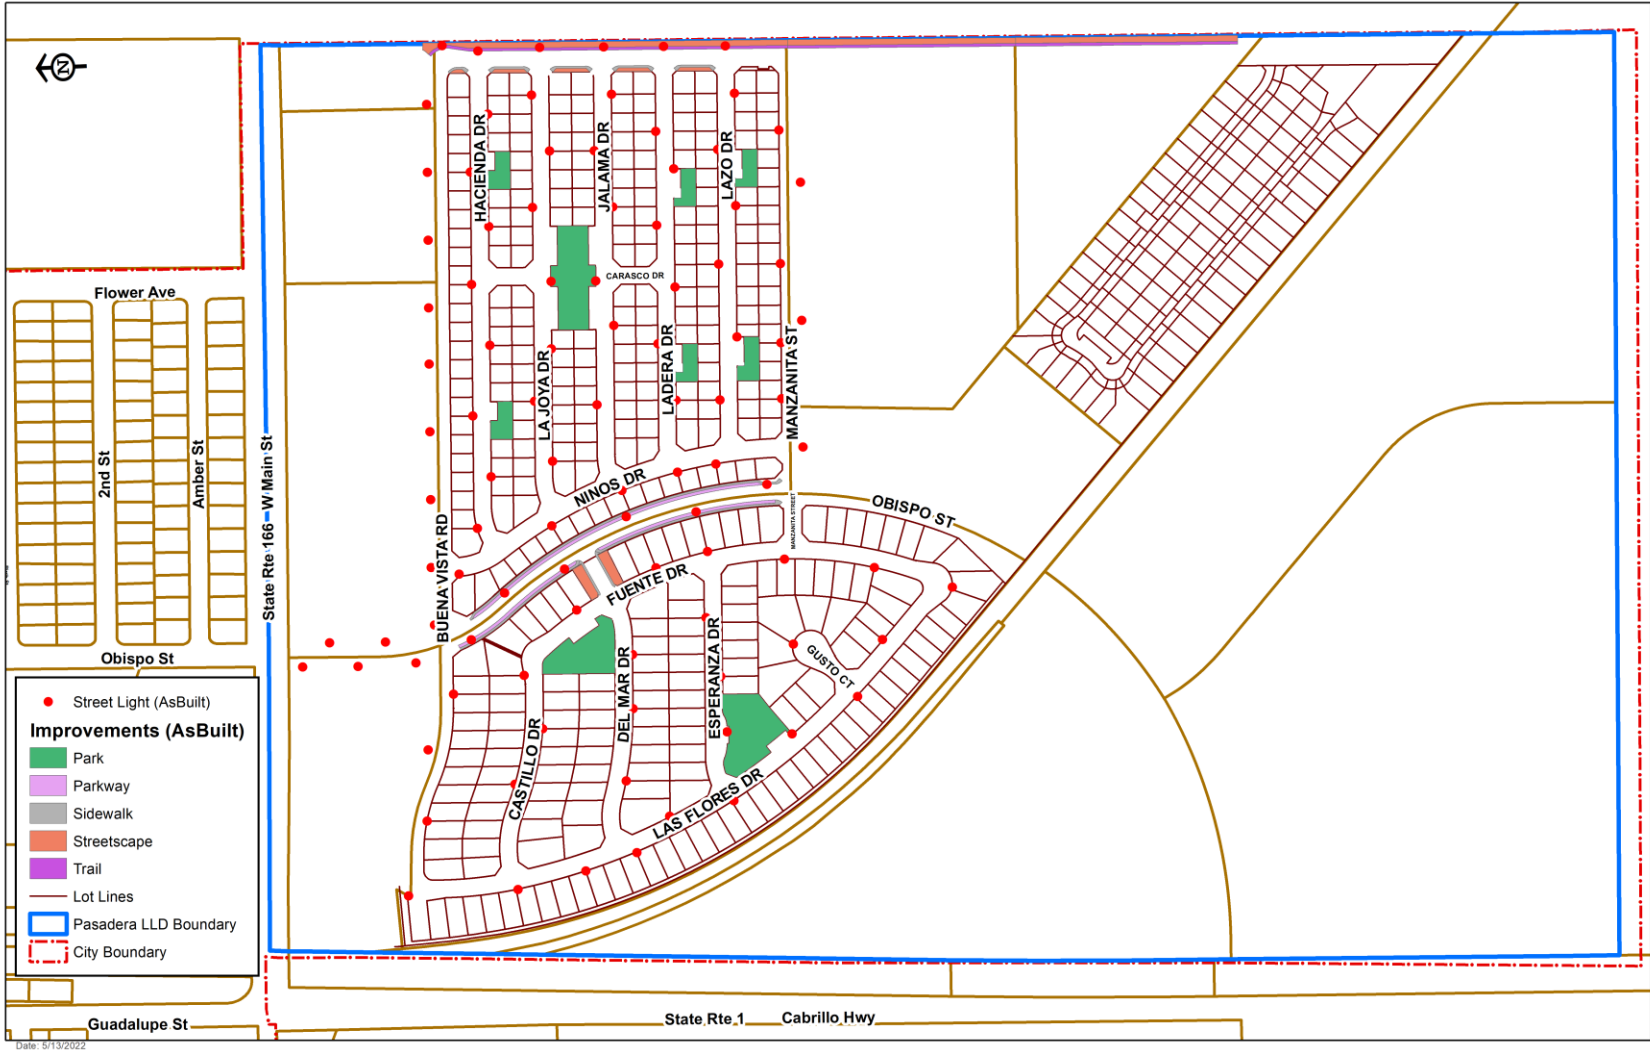 N
HACIENDA DR
JALAMA DR
LAZO DR
CARASCO DR
Flower Ave
LA JOYA DR
LADERA DR
MANZANITA ST
2nd St
Amber St
State Rte 166 - W Main St
NINOS DR
OBISPO ST
MANZANITA STREET
BUENA VISTA RD
FUENTE DR
Obispo St
ESPERANZA DR
DEL MAR DR
GUSTO CT
CASTILLO DR
LAS FLORES DR
Street Light (AsBuilt)
Improvements (AsBuilt)
Park
Parkway
Sidewalk
Streetscape
Trail
Lot Lines
Pasadera LLD Boundary
City Boundary
Guadalupe St
State Rte 1 Cabrillo Hwy
Date: 5/13/2022